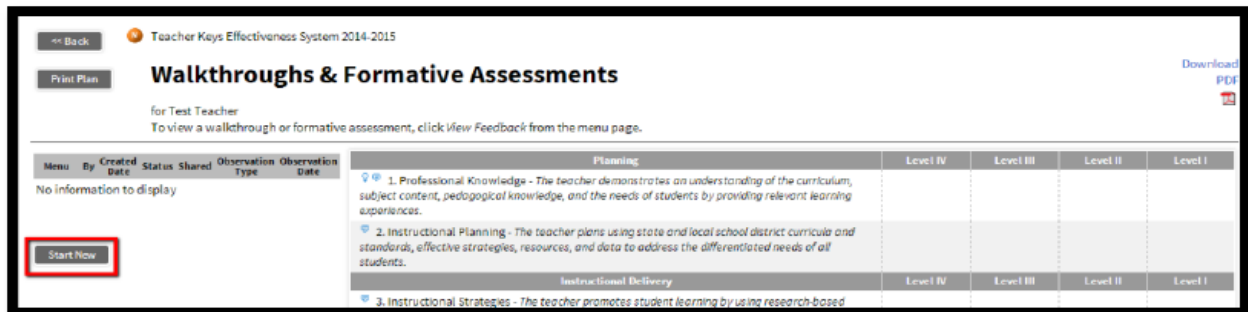 << Back
Teacher Keys Effectiveness System 2014-2015
Print Plan
Walkthroughs & Formative Assessments
Download
PDF
for Test Teacher
To view a walkthrough or formative assessment, click View Feedback from the menu page.
Menu By Created Date Status Shared Observation Type Observation Date
No information to display
Start New
Planning Level IV Level III Level II Level I
1. Professional Knowledge - The teacher demonstrates an understanding of the curriculum,
subject content, pedagogical knowledge, and the needs of students by providing relevant learning
experiences.
2. Instructional Planning - The teacher plans using state and local school district curricula and
standards, effective strategies, resources, and data to address the differentiated needs of all
students.
Instructional Delivery Level IV Level III Level II Level I
3. Instructional Strategies - The teacher promotes student learning by using research-based